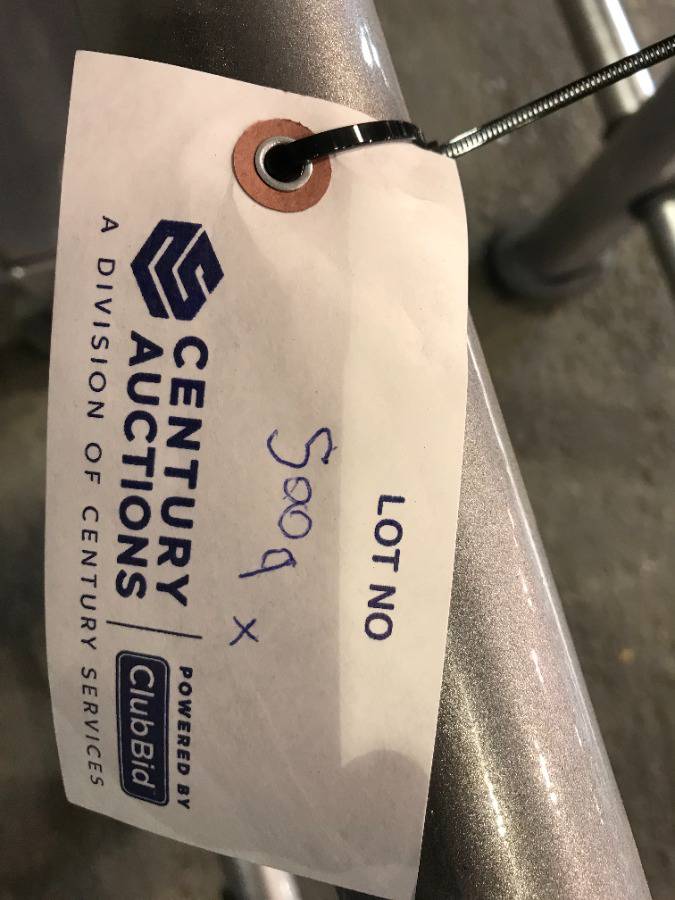 LOT NO
5009 x
CENTURY
AUCTIONS
POWERED BY
ClubBid
A DIVISION OF CENTURY SERVICES